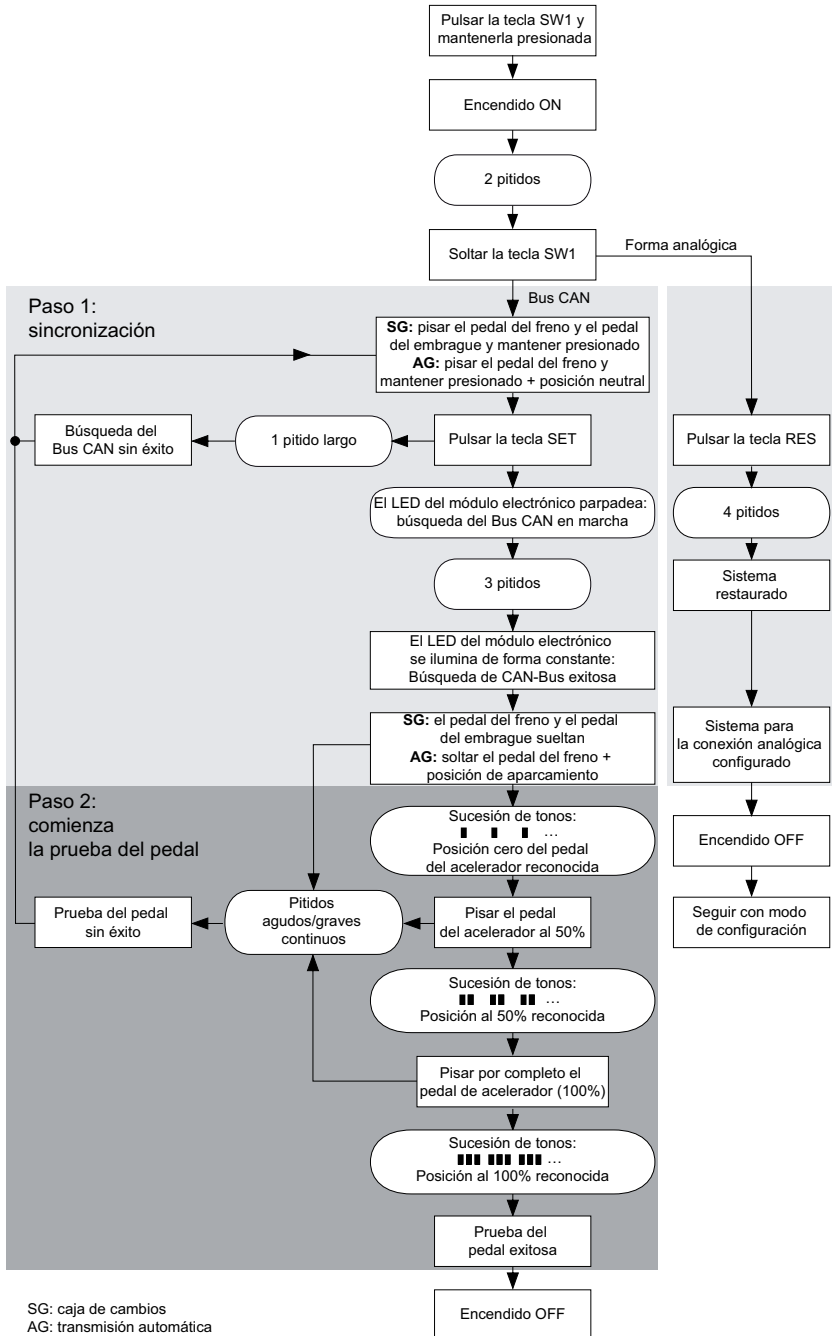 Pulsar la tecla SW1 y
mantenerla presionada
Encendido ON
2 pitidos
Soltar la tecla SW1
Forma analógica
Bus CAN
Paso 1:
sincronización
SG: pisar el pedal del freno y el pedal
del embrague y mantener presionado
AG: pisar el pedal del freno y
mantener presionado + posición neutral
Búsqueda del
Bus CAN sin éxito
1 pitido largo
Pulsar la tecla SET
El LED del módulo electrónico parpadea:
búsqueda del Bus CAN en marcha
3 pitidos
El LED del módulo electrónico
se ilumina de forma constante:
Búsqueda de CAN-Bus exitosa
SG: el pedal del freno y el pedal
del embrague sueltan
AG: soltar el pedal del freno +
posición de aparcamiento
Pulsar la tecla RES
4 pitidos
Sistema
restaurado
Sistema para
la conexión analógica
configurado
Encendido OFF
Seguir con modo
de configuración
Paso 2:
comienza
la prueba del pedal
Sucesión de tonos:
▮ ▮ ▮ …
Posición cero del pedal
del acelerador reconocida
Prueba del pedal
sin éxito
Pitidos
agudos/graves
continuos
Pisar el pedal
del acelerador al 50%
Sucesión de tonos:
▮▮ ▮▮ ▮▮ …
Posición al 50% reconocida
Pisar por completo el
pedal de acelerador (100%)
Sucesión de tonos:
▮▮▮ ▮▮▮ ▮▮▮ …
Posición al 100% reconocida
Prueba del
pedal exitosa
Encendido OFF
SG: caja de cambios
AG: transmisión automática